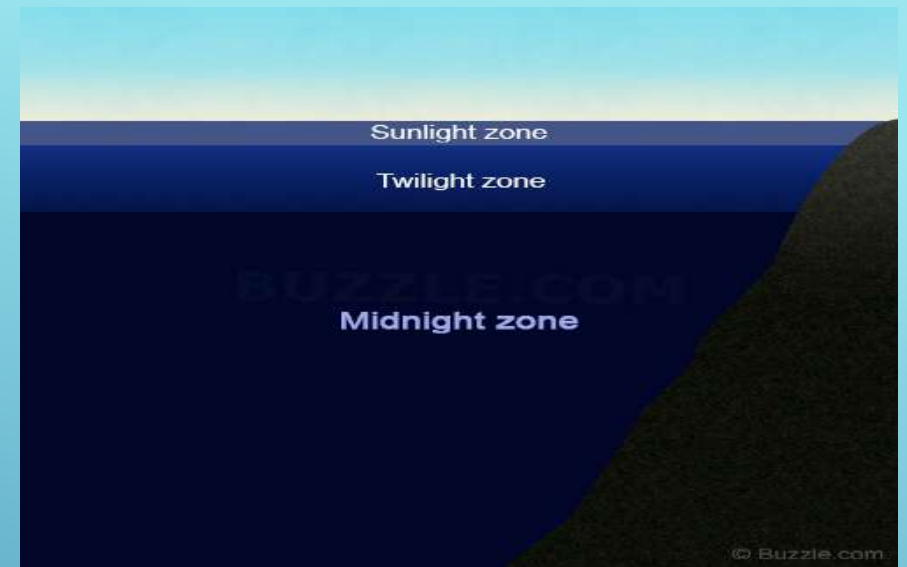 Sunlight zone
Twilight zone
BUZZLE.COM
Midnight zone
© Buzzle.com